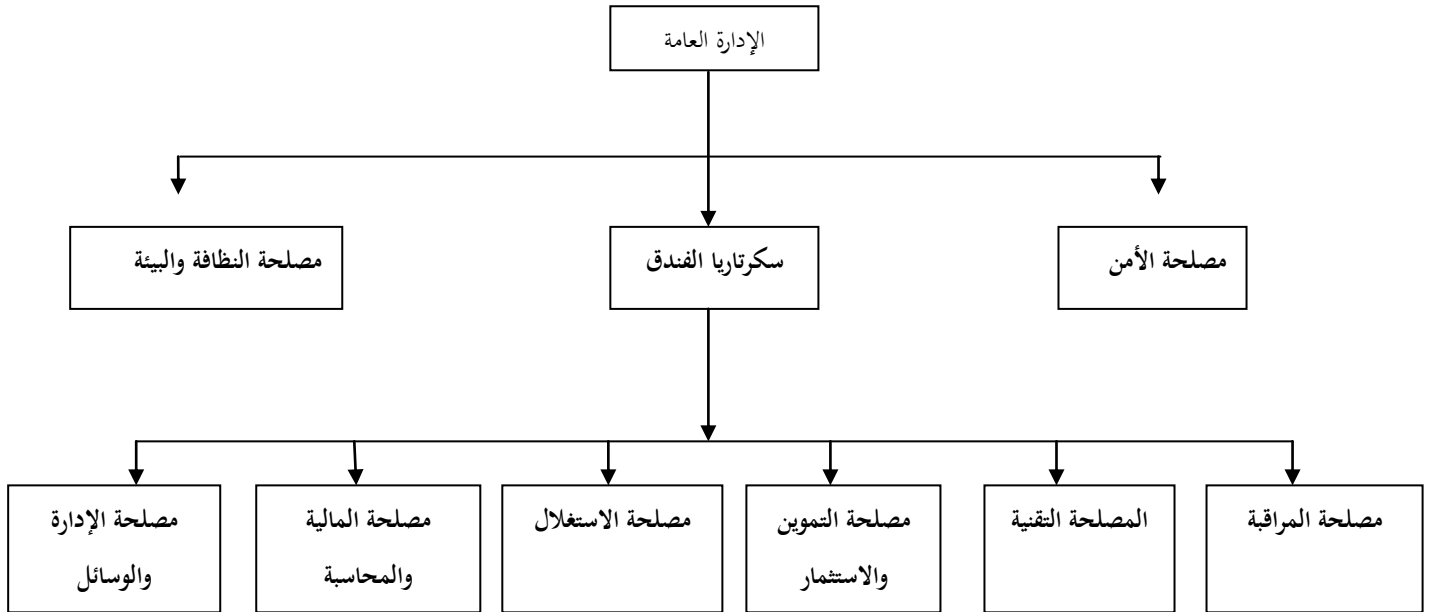 الإدارة العامة
مصلحة الأمن
سكرتاريا الفندق
مصلحة النظافة والبيئة
مصلحة المراقبة
المصلحة التقنية
مصلحة التموين
والاستثمار
مصلحة الاستغلال
مصلحة المالية
والمحاسبة
مصلحة الإدارة
والوسائل